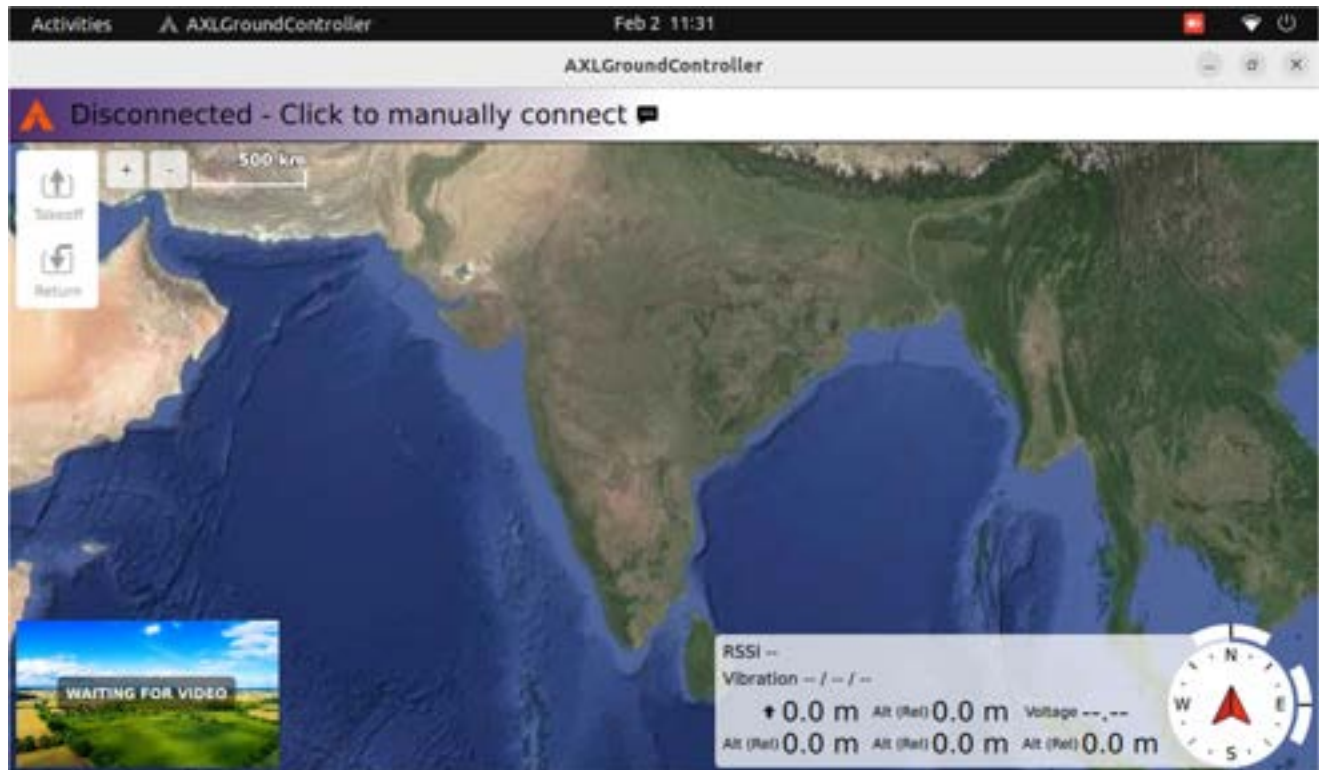 Activities AXLGroundController Feb 2 11:31
AXLGroundController
Disconnected - Click to manually connect
+ - 500 km
Takeoff
Return
WAITING FOR VIDEO
RSSI --
Vibration -- / -- / --
0.0 m Alt (Rel) 0.0 m Voltage --.--
Alt (Rel) 0.0 m Alt (Rel) 0.0 m Alt (Rel) 0.0 m
N
W E
S